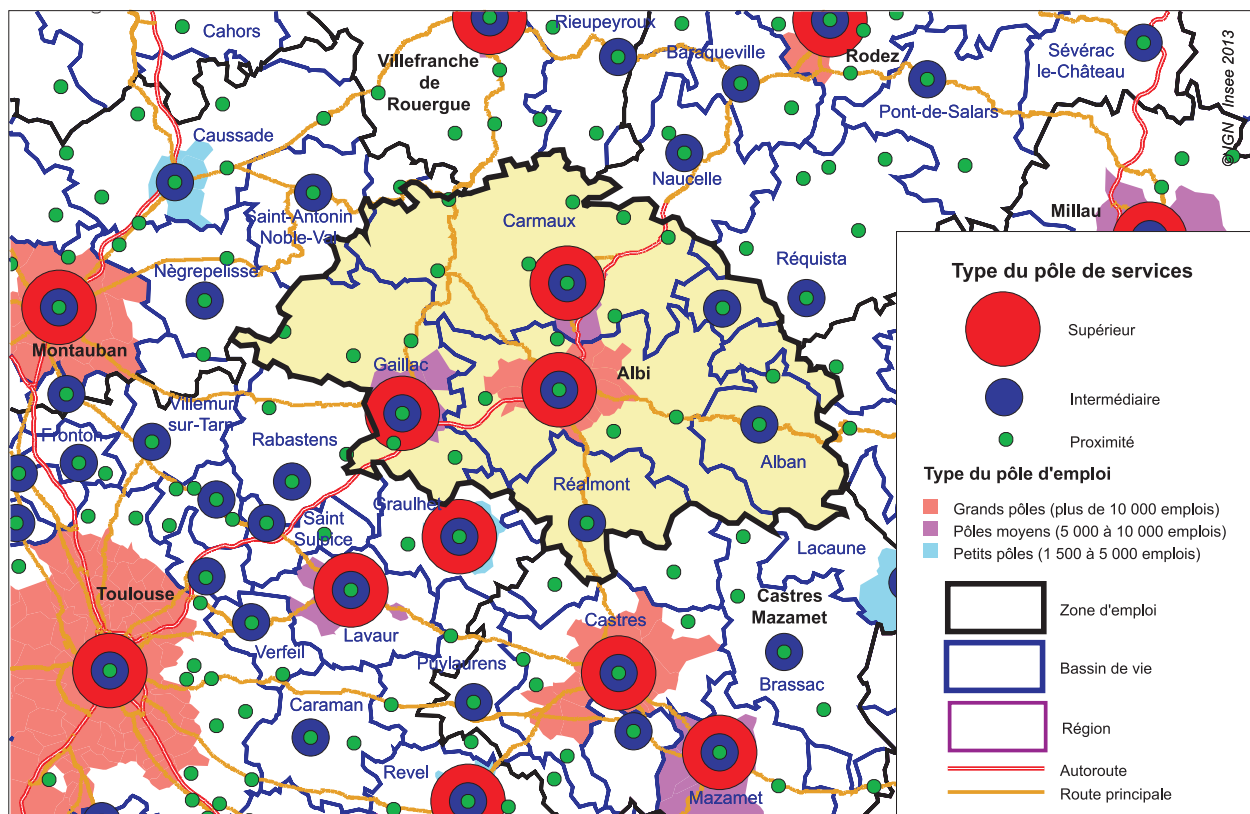 Cahors
Rieupeyroux
Villefranche
de
Rouergue
Baraqueville
Rodez
Sévérac
le-Château
© IGN Insee 2013
Pont-de-Salars
Caussade
Naucelle
Saint-Antonin
Noble-Val
Carmaux
Millau
Nègrepelisse
Réquista
Montauban
Gaillac
Albi
Villemur
sur-Tarn
Fronton
Rabastens
Alban
Réalmont
Graulhet
Saint
Sulpice
Lacaune
Toulouse
Castres
Mazamet
Castres
Lavaur
Verfeil
Puylaurens
Brassac
Caraman
Revel
Mazamet
Type du pôle de services
Supérieur
Intermédiaire
Proximité
Type du pôle d'emploi
Grands pôles (plus de 10 000 emplois)
Pôles moyens (5 000 à 10 000 emplois)
Petits pôles (1 500 à 5 000 emplois)
Zone d'emploi
Bassin de vie
Région
Autoroute
Route principale